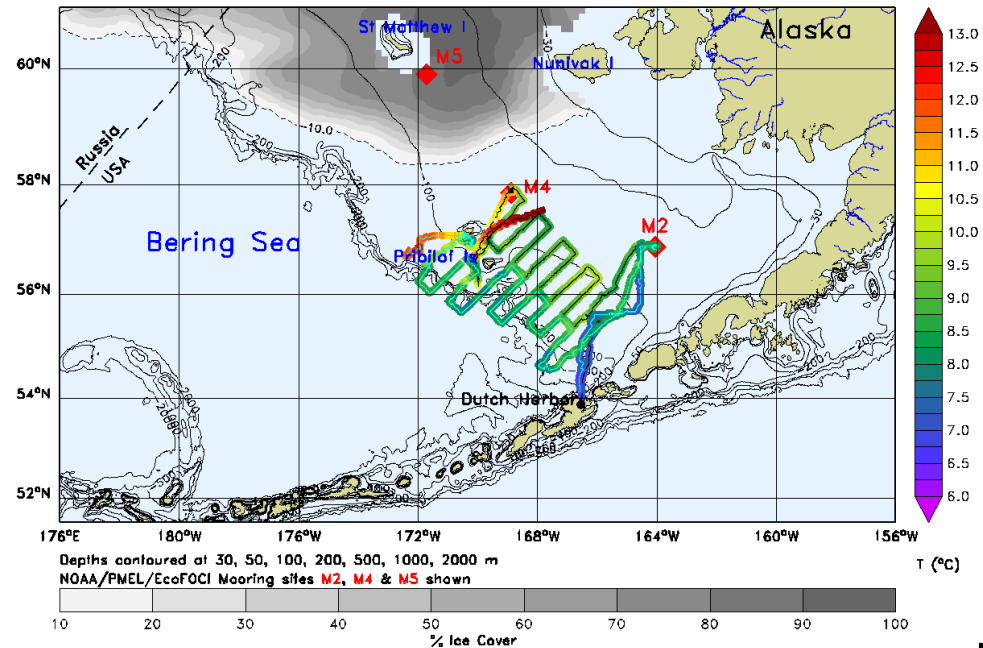 St Matthew I
Alaska
13.0
M5
60°N
Nunivak I
12.5
12.0
11.5
Russia
USA
58°N
11.0
M4
10.5
M2
10.0
Bering Sea
Pribilof Is
9.5
56°N
9.0
8.5
54°N
Dutch Harbor
8.0
7.5
7.0
52°N
6.5
6.0
176°E 180°W 176°W 172°W 168°W 164°W 160°W 156°W
T (°C)
Depths contoured at 30, 50, 100, 200, 500, 1000, 2000 m
NOAA/PMEL/EcoFOCI Mooring sites M2, M4 & M5 shown
10 20 30 40 50 60 70 80 90 100
% Ice Cover